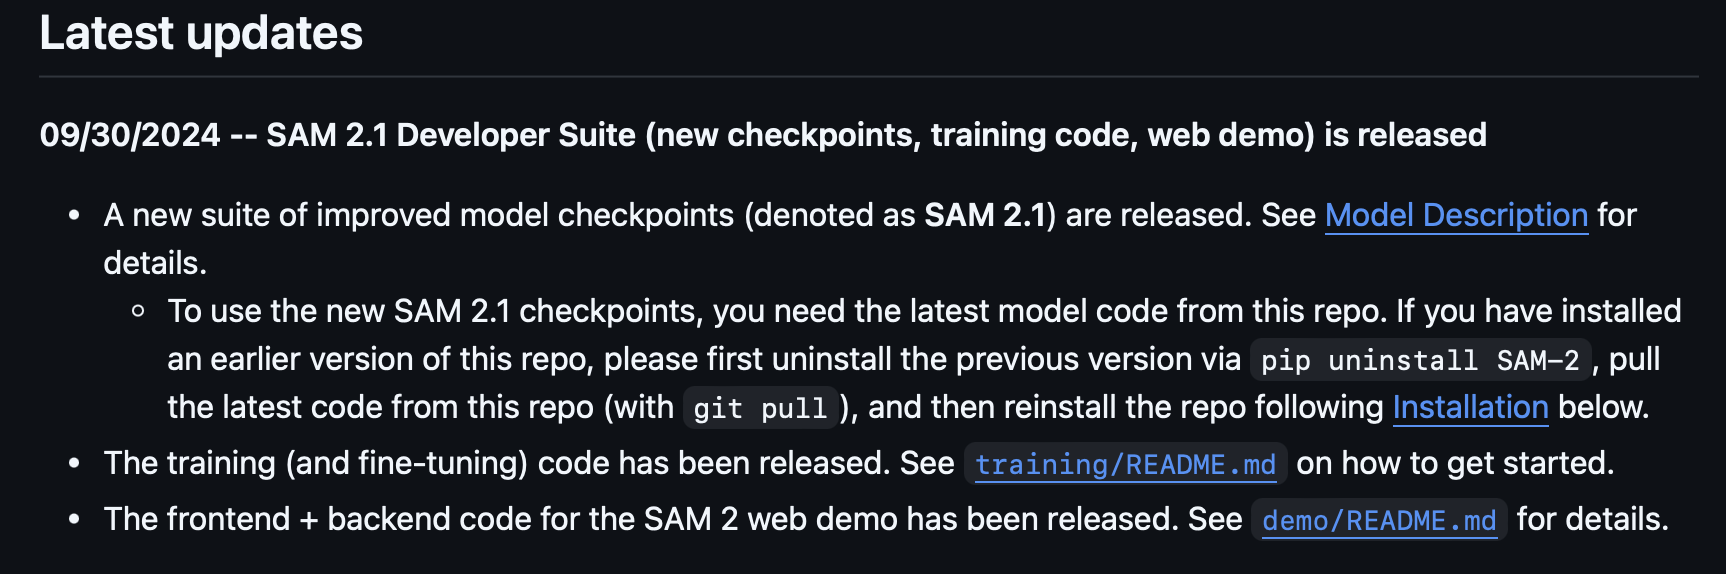 Latest updates
09/30/2024 -- SAM 2.1 Developer Suite (new checkpoints, training code, web demo) is released
• A new suite of improved model checkpoints (denoted as SAM 2.1) are released. See Model Description for
details.
◦ To use the new SAM 2.1 checkpoints, you need the latest model code from this repo. If you have installed
an earlier version of this repo, please first uninstall the previous version via pip uninstall SAM-2, pull
the latest code from this repo (with git pull), and then reinstall the repo following Installation below.
• The training (and fine-tuning) code has been released. See training/README.md on how to get started.
• The frontend + backend code for the SAM 2 web demo has been released. See demo/README.md for details.